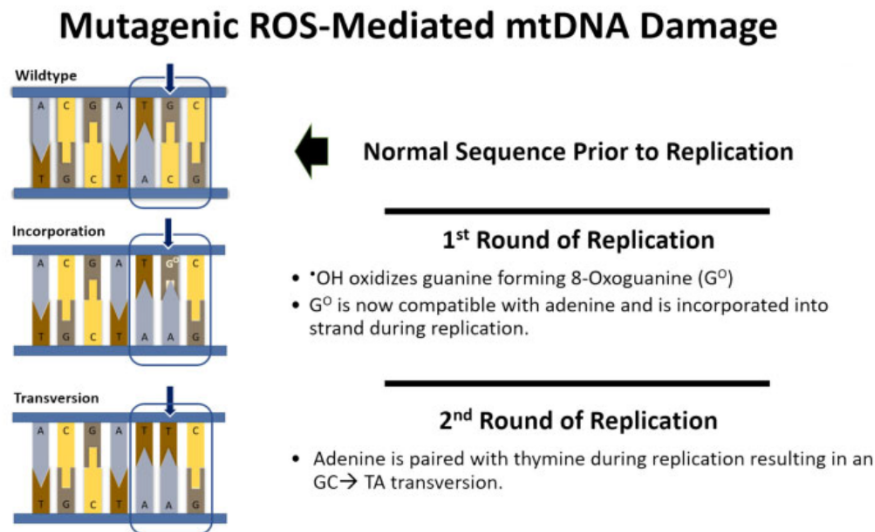 Mutagenic ROS-Mediated mtDNA Damage
Wildtype
A C G A T G C
T G C T A C G
Normal Sequence Prior to Replication
Incorporation
A C G A T Gᴼ C
T G C T A A G
1st Round of Replication
• •OH oxidizes guanine forming 8-Oxoguanine (Gᴼ)
• Gᴼ is now compatible with adenine and is incorporated into
strand during replication.
Transversion
A C G A T T C
T G C T A A G
2nd Round of Replication
• Adenine is paired with thymine during replication resulting in an
GC→ TA transversion.